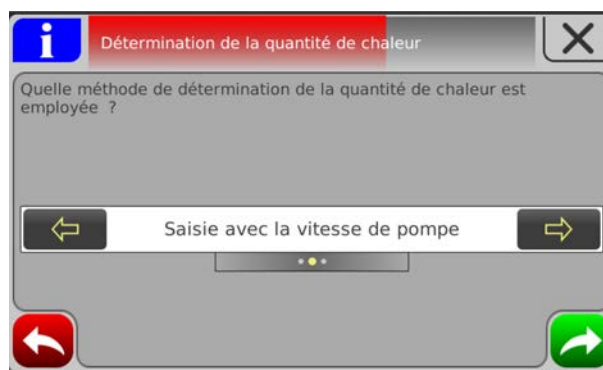 i
Détermination de la quantité de chaleur
Quelle méthode de détermination de la quantité de chaleur est
employée ?
Saisie avec la vitesse de pompe